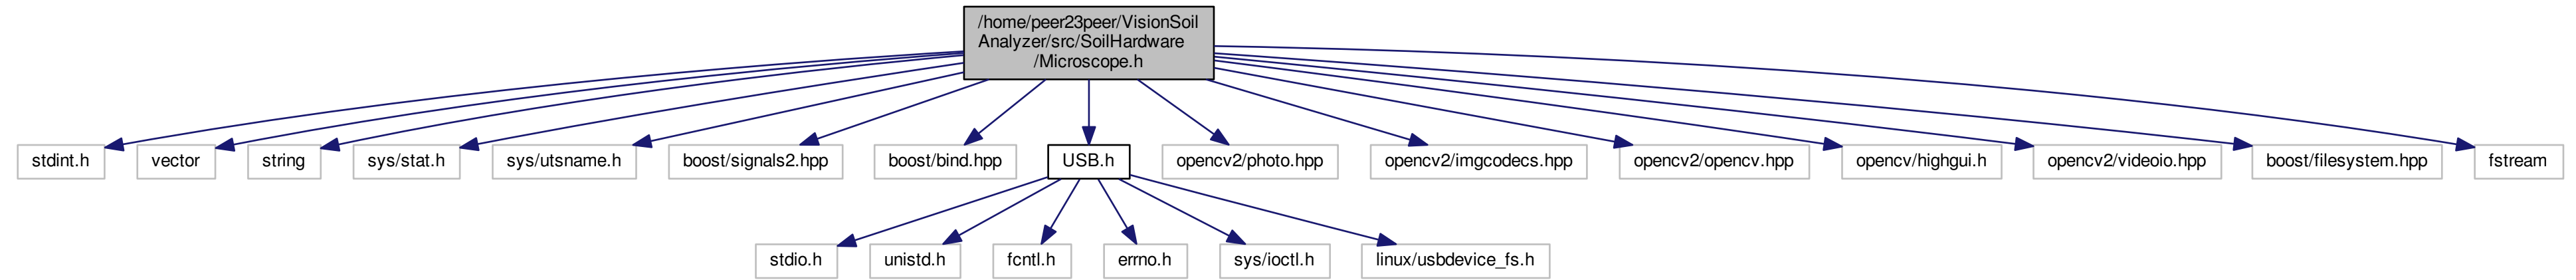 /home/peer23peer/VisionSoil
Analyzer/src/SoilHardware
/Microscope.h
stdint.h
vector
string
sys/stat.h
sys/utsname.h
boost/signals2.hpp
boost/bind.hpp
USB.h
opencv2/photo.hpp
opencv2/imgcodecs.hpp
opencv2/opencv.hpp
opencv/highgui.h
opencv2/videoio.hpp
boost/filesystem.hpp
fstream
stdio.h
unistd.h
fcntl.h
errno.h
sys/ioctl.h
linux/usbdevice_fs.h